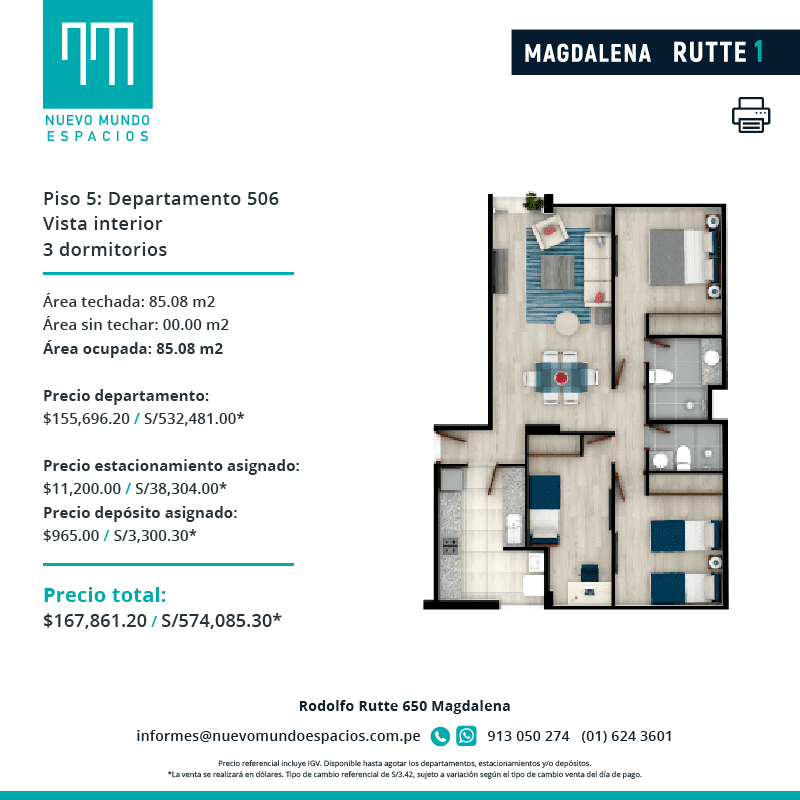 NUEVO MUNDO
ESPACIOS
MAGDALENA RUTTE 1
Piso 5: Departamento 506
Vista interior
3 dormitorios
Área techada: 85.08 m2
Área sin techar: 00.00 m2
Área ocupada: 85.08 m2
Precio departamento:
$155,696.20 / S/532,481.00*
Precio estacionamiento asignado:
$11,200.00 / S/38,304.00*
Precio depósito asignado:
$965.00 / S/3,300.30*
Precio total:
$167,861.20 / S/574,085.30*
Rodolfo Rutte 650 Magdalena
informes@nuevomundoespacios.com.pe 913 050 274 (01) 624 3601
Precio referencial incluye IGV. Disponible hasta agotar los departamentos, estacionamientos y/o depósitos.
*La venta se realizará en dólares. Tipo de cambio referencial de S/3.42, sujeto a variación según el tipo de cambio venta del día de pago.